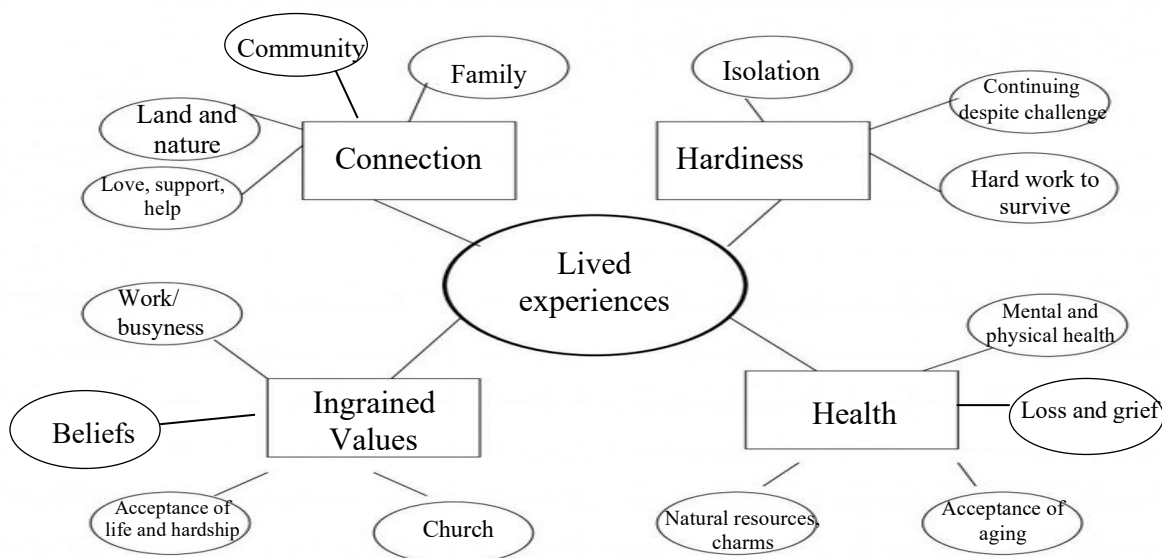 Community
Family
Land and
nature
Love, support,
help
Connection
Isolation
Continuing
despite challenge
Hard work to
survive
Hardiness
Lived
experiences
Work/
busyness
Beliefs
Ingrained
Values
Acceptance of
life and hardship
Church
Mental and
physical health
Loss and grief
Health
Natural resources,
charms
Acceptance of
aging